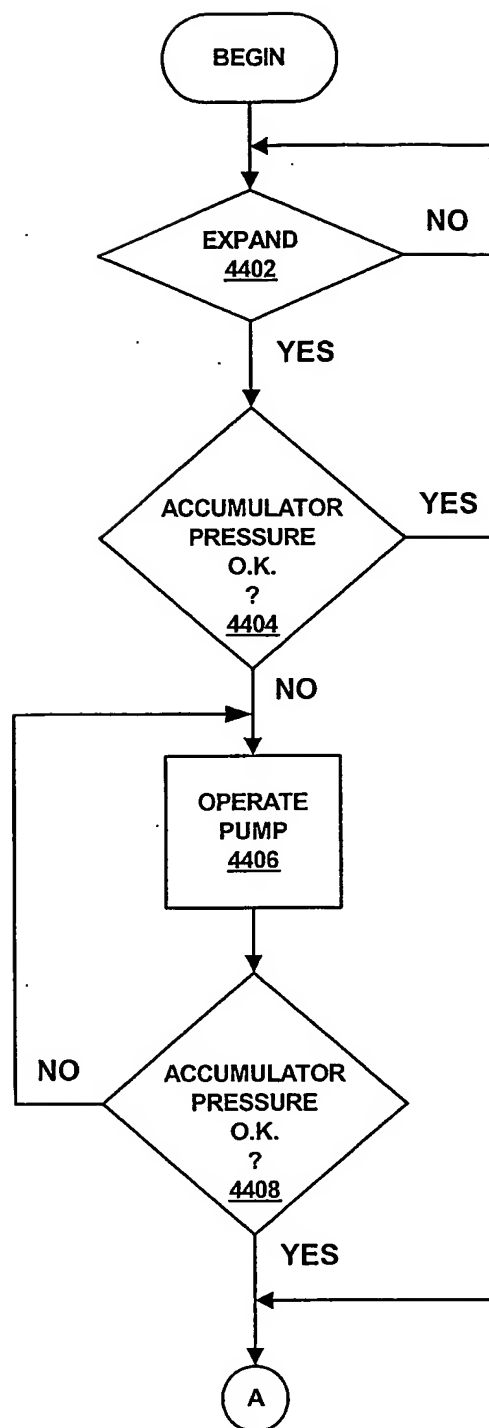 BEGIN
EXPAND
4402
NO
YES
ACCUMULATOR
PRESSURE
O.K.
?
4404
YES
NO
OPERATE
PUMP
4406
NO
ACCUMULATOR
PRESSURE
O.K.
?
4408
YES
A